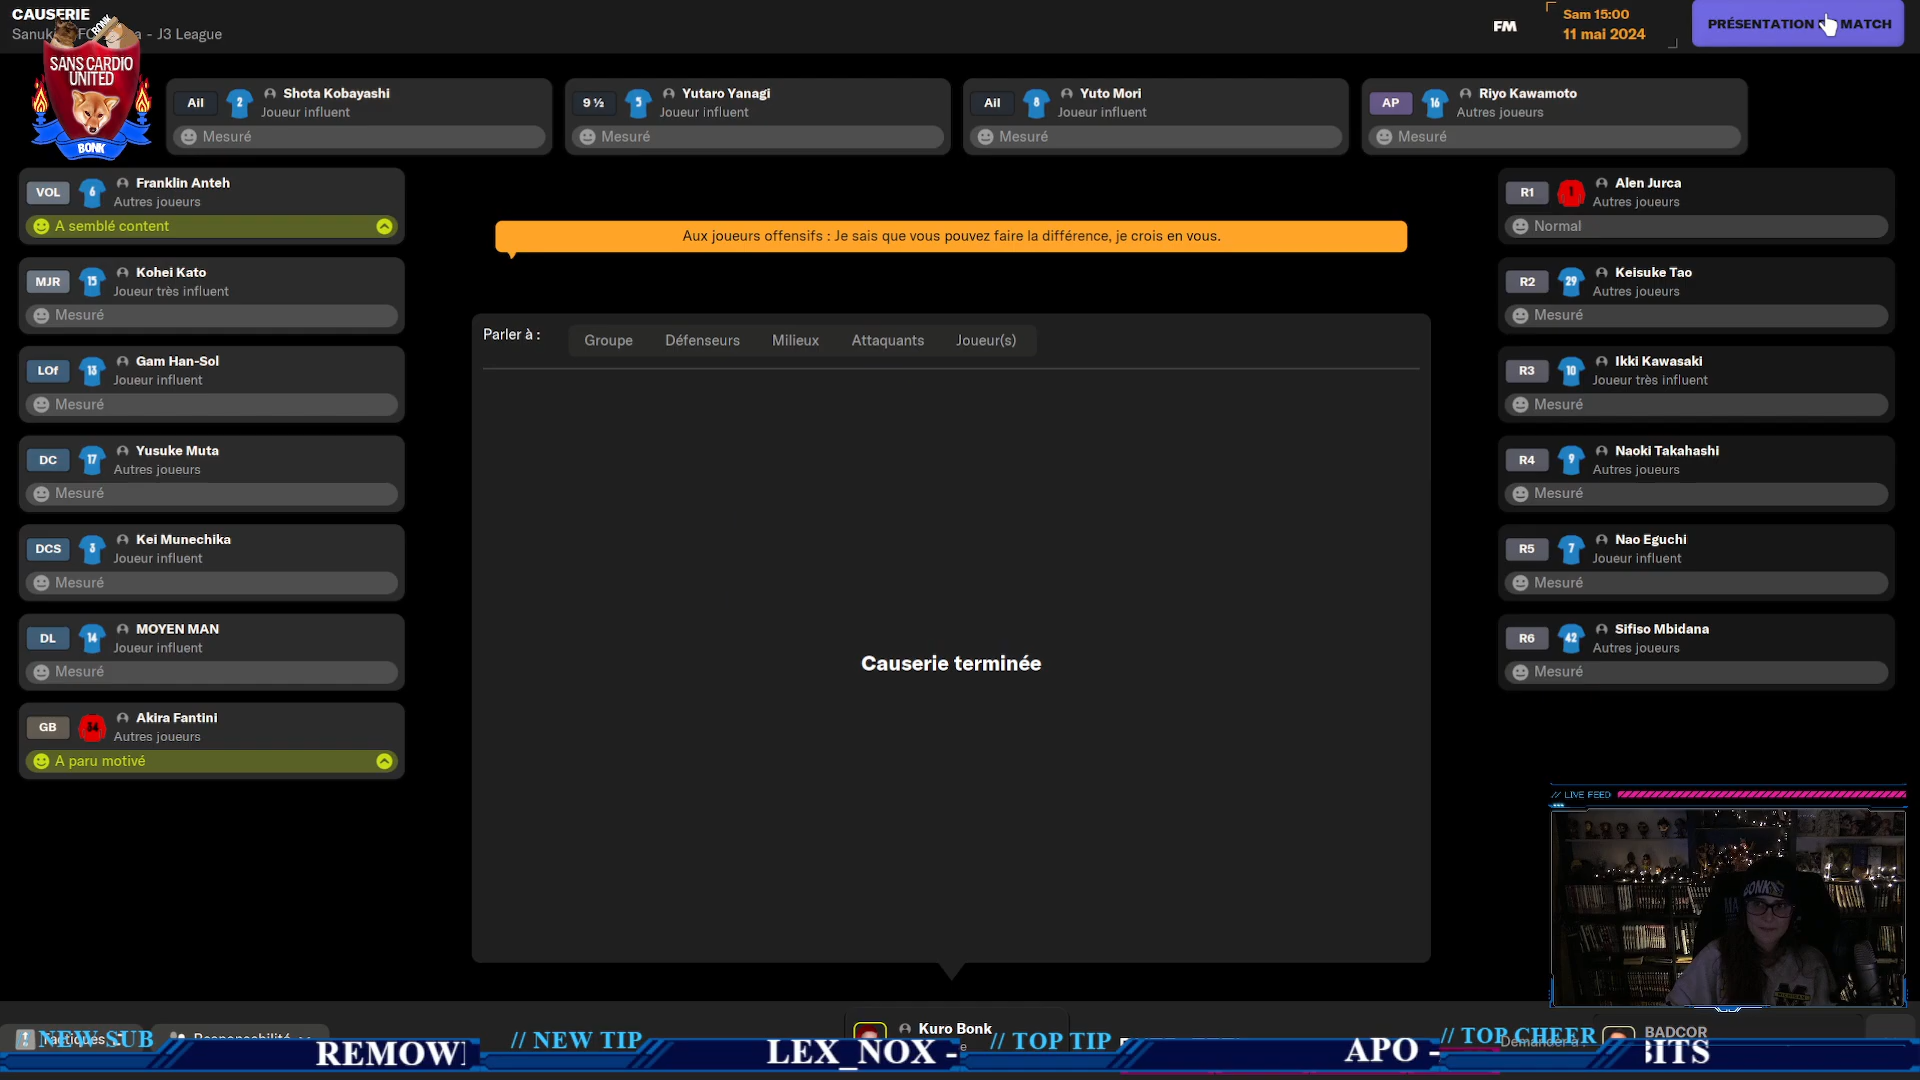 CAUSERIE
- J3 League
FM
Sam 15:00
11 mai 2024
PRÉSENTATION
MATCH
BONK
SANS CARDIO
UNITED
BONK
Ail
2
Shota Kobayashi
Joueur influent
Mesuré
9 ½
5
Yutaro Yanagi
Joueur influent
Mesuré
Ail
8
Yuto Mori
Joueur influent
Mesuré
AP
16
Riyo Kawamoto
Autres joueurs
Mesuré
VOL
6
Franklin Anteh
Autres joueurs
A semblé content
MJR
15
Kohei Kato
Joueur très influent
Mesuré
LOf
13
Gam Han-Sol
Joueur influent
Mesuré
DC
17
Yusuke Muta
Autres joueurs
Mesuré
DCS
3
Kei Munechika
Joueur influent
Mesuré
DL
14
MOYEN MAN
Joueur influent
Mesuré
GB
Akira Fantini
Autres joueurs
A paru motivé
Aux joueurs offensifs : Je sais que vous pouvez faire la différence, je crois en vous.
Parler à :
Groupe
Défenseurs
Milieux
Attaquants
Joueur(s)
Causerie terminée
R1
1
Alen Jurca
Autres joueurs
Normal
R2
29
Keisuke Tao
Autres joueurs
Mesuré
R3
10
Ikki Kawasaki
Joueur très influent
Mesuré
R4
9
Naoki Takahashi
Autres joueurs
Mesuré
R5
7
Nao Eguchi
Joueur influent
Mesuré
R6
42
Sifiso Mbidana
Autres joueurs
Mesuré
// LIVE FEED
BONK
Kuro Bonk
BADCOR
NEW SUB
// NEW TIP
// TOP TIP
// TOP CHEER
REMOW
LEX_NOX -
APO -
BITS